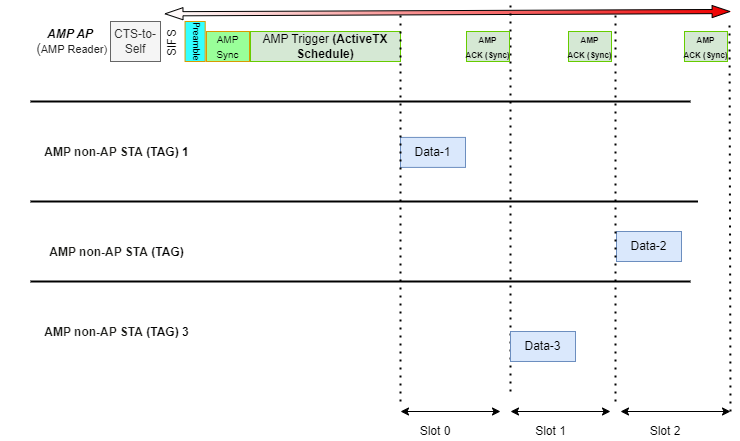 AMP AP
(AMP Reader)
CTS-to-
Self
SIFS
Preamble
AMP
Sync
AMP Trigger (ActiveTX
Schedule)
AMP
ACK (Sync)
AMP
ACK (Sync)
AMP
ACK (Sync)
AMP non-AP STA (TAG) 1
Data-1
AMP non-AP STA (TAG)
Data-2
AMP non-AP STA (TAG) 3
Data-3
Slot 0
Slot 1
Slot 2